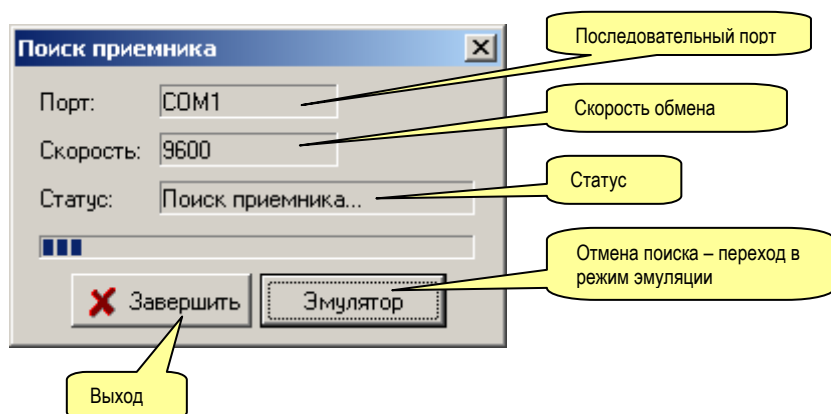 Последовательный порт
Поиск приемника
Порт:
COM1
Скорость обмена
Скорость:
9600
Статус
Статус:
Поиск приемника...
Отмена поиска – переход в
режим эмуляции
Завершить
Эмулятор
Выход